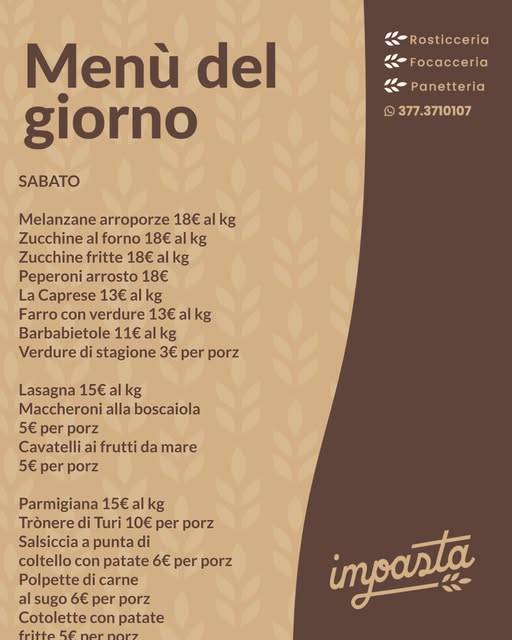 Menù del
giorno
Rosticceria
Focacceria
Panetteria
377.3710107
SABATO
Melanzane arroporze 18€ al kg
Zucchine al forno 18€ al kg
Zucchine fritte 18€ al kg
Peperoni arrosto 18€
La Caprese 13€ al kg
Farro con verdure 13€ al kg
Barbabietole 11€ al kg
Verdure di stagione 3€ per porz
Lasagna 15€ al kg
Maccheroni alla boscaiola
5€ per porz
Cavatelli ai frutti da mare
5€ per porz
Parmigiana 15€ al kg
Trònere di Turi 10€ per porz
Salsiccia a punta di
coltello con patate 6€ per porz
Polpette di carne
al sugo 6€ per porz
Cotolette con patate
fritte 5€ per porz
impasta